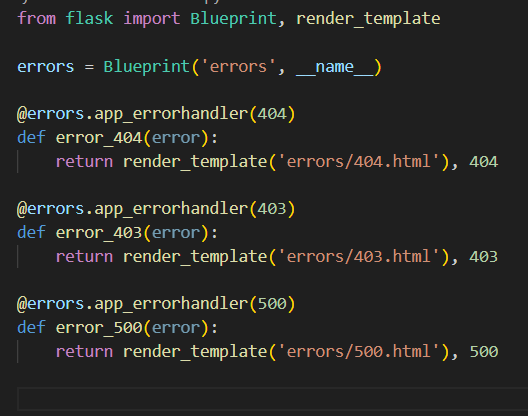 from flask import Blueprint, render_template
errors = Blueprint('errors', __name__)
@errors.app_errorhandler(404)
def error_404(error):
return render_template('errors/404.html'), 404
@errors.app_errorhandler(403)
def error_403(error):
return render_template('errors/403.html'), 403
@errors.app_errorhandler(500)
def error_500(error):
return render_template('errors/500.html'), 500